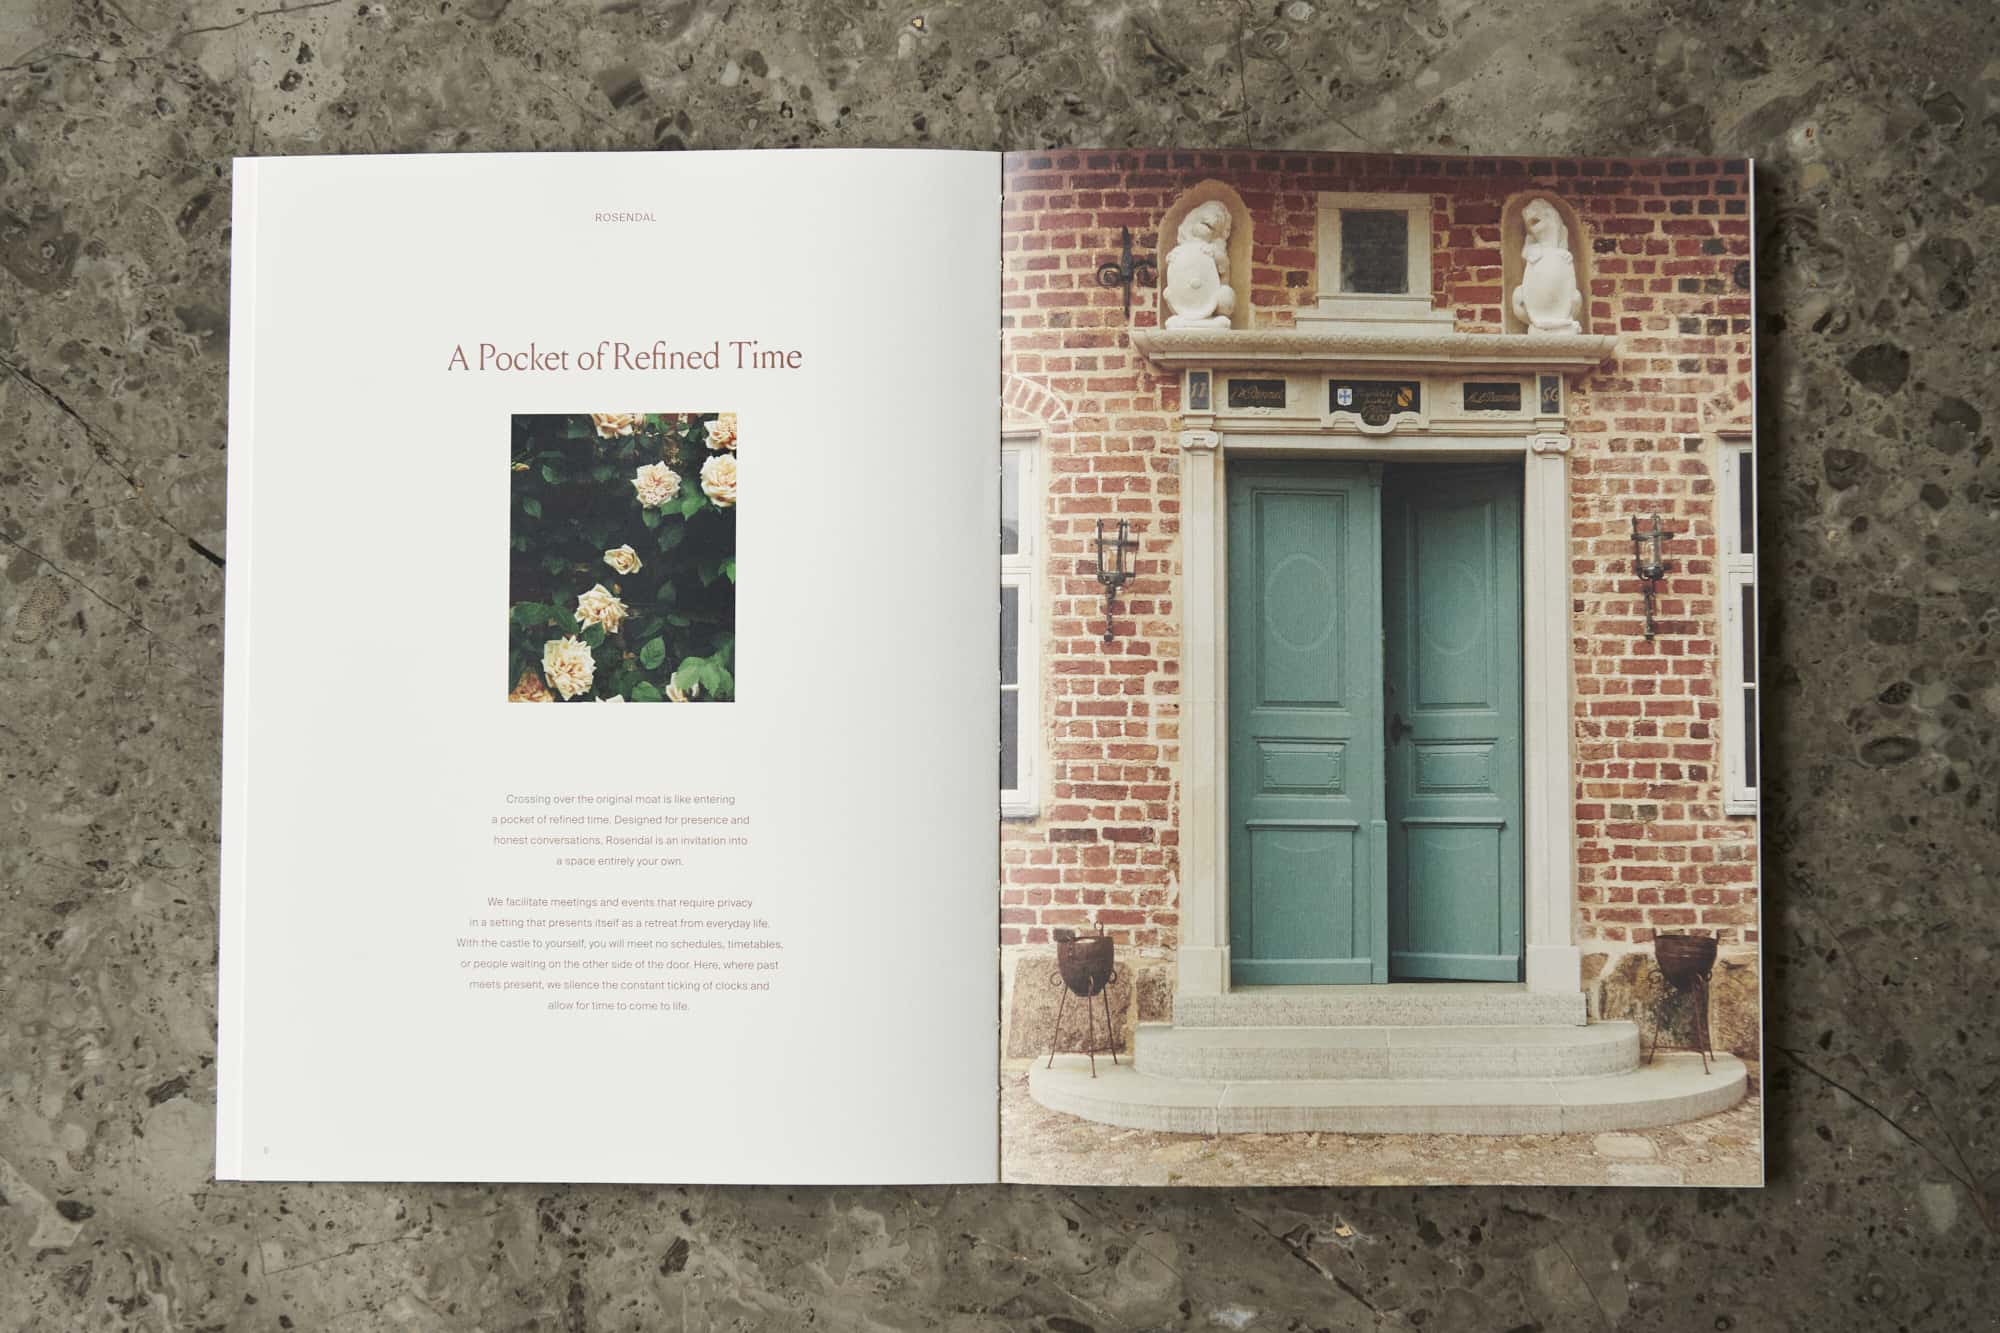 ROSENDAL
A Pocket of Refined Time
Crossing over the original moat is like entering
a pocket of refined time. Designed for presence and
honest conversations, Rosendal is an invitation into
a space entirely your own.
We facilitate meetings and events that require privacy
in a setting that presents itself as a retreat from everyday life.
With the castle to yourself, you will meet no schedules, timetables,
or people waiting on the other side of the door. Here, where past
meets present, we silence the constant ticking of clocks and
allow for time to come to life.
17
56